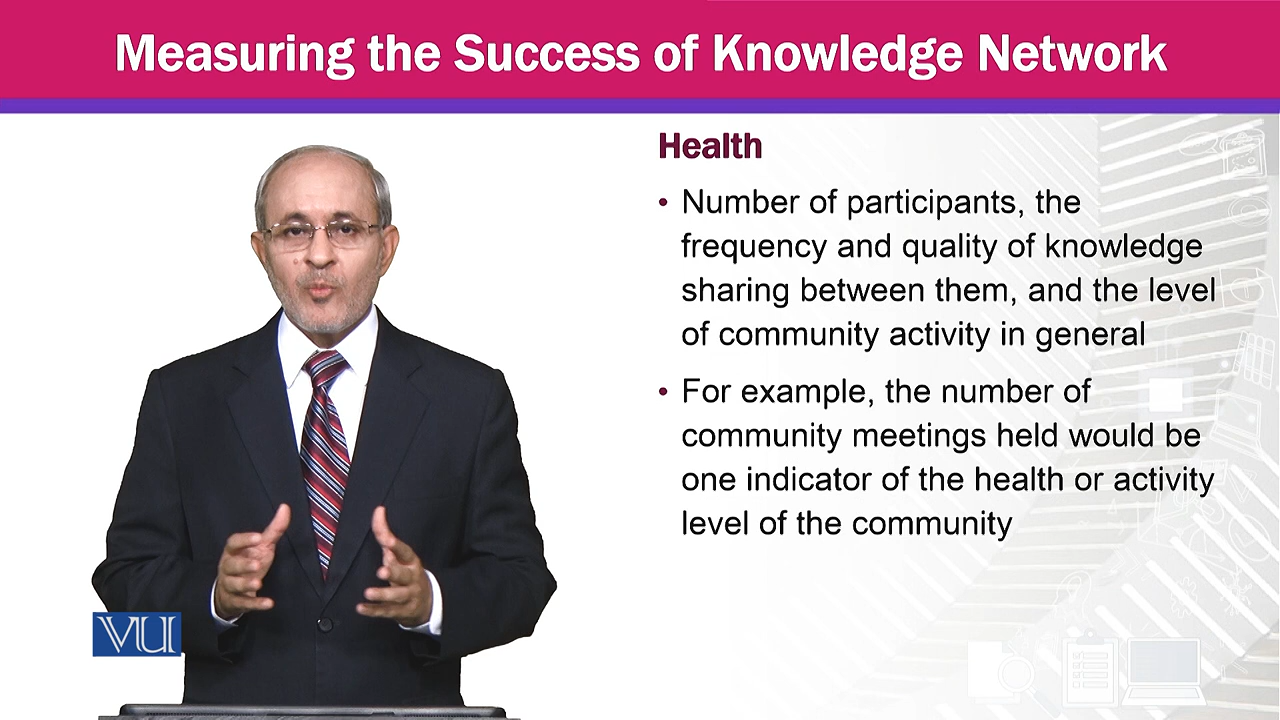 Measuring the Success of Knowledge Network
Health
• Number of participants, the
frequency and quality of knowledge
sharing between them, and the level
of community activity in general
• For example, the number of
community meetings held would be
one indicator of the health or activity
level of the community
VU